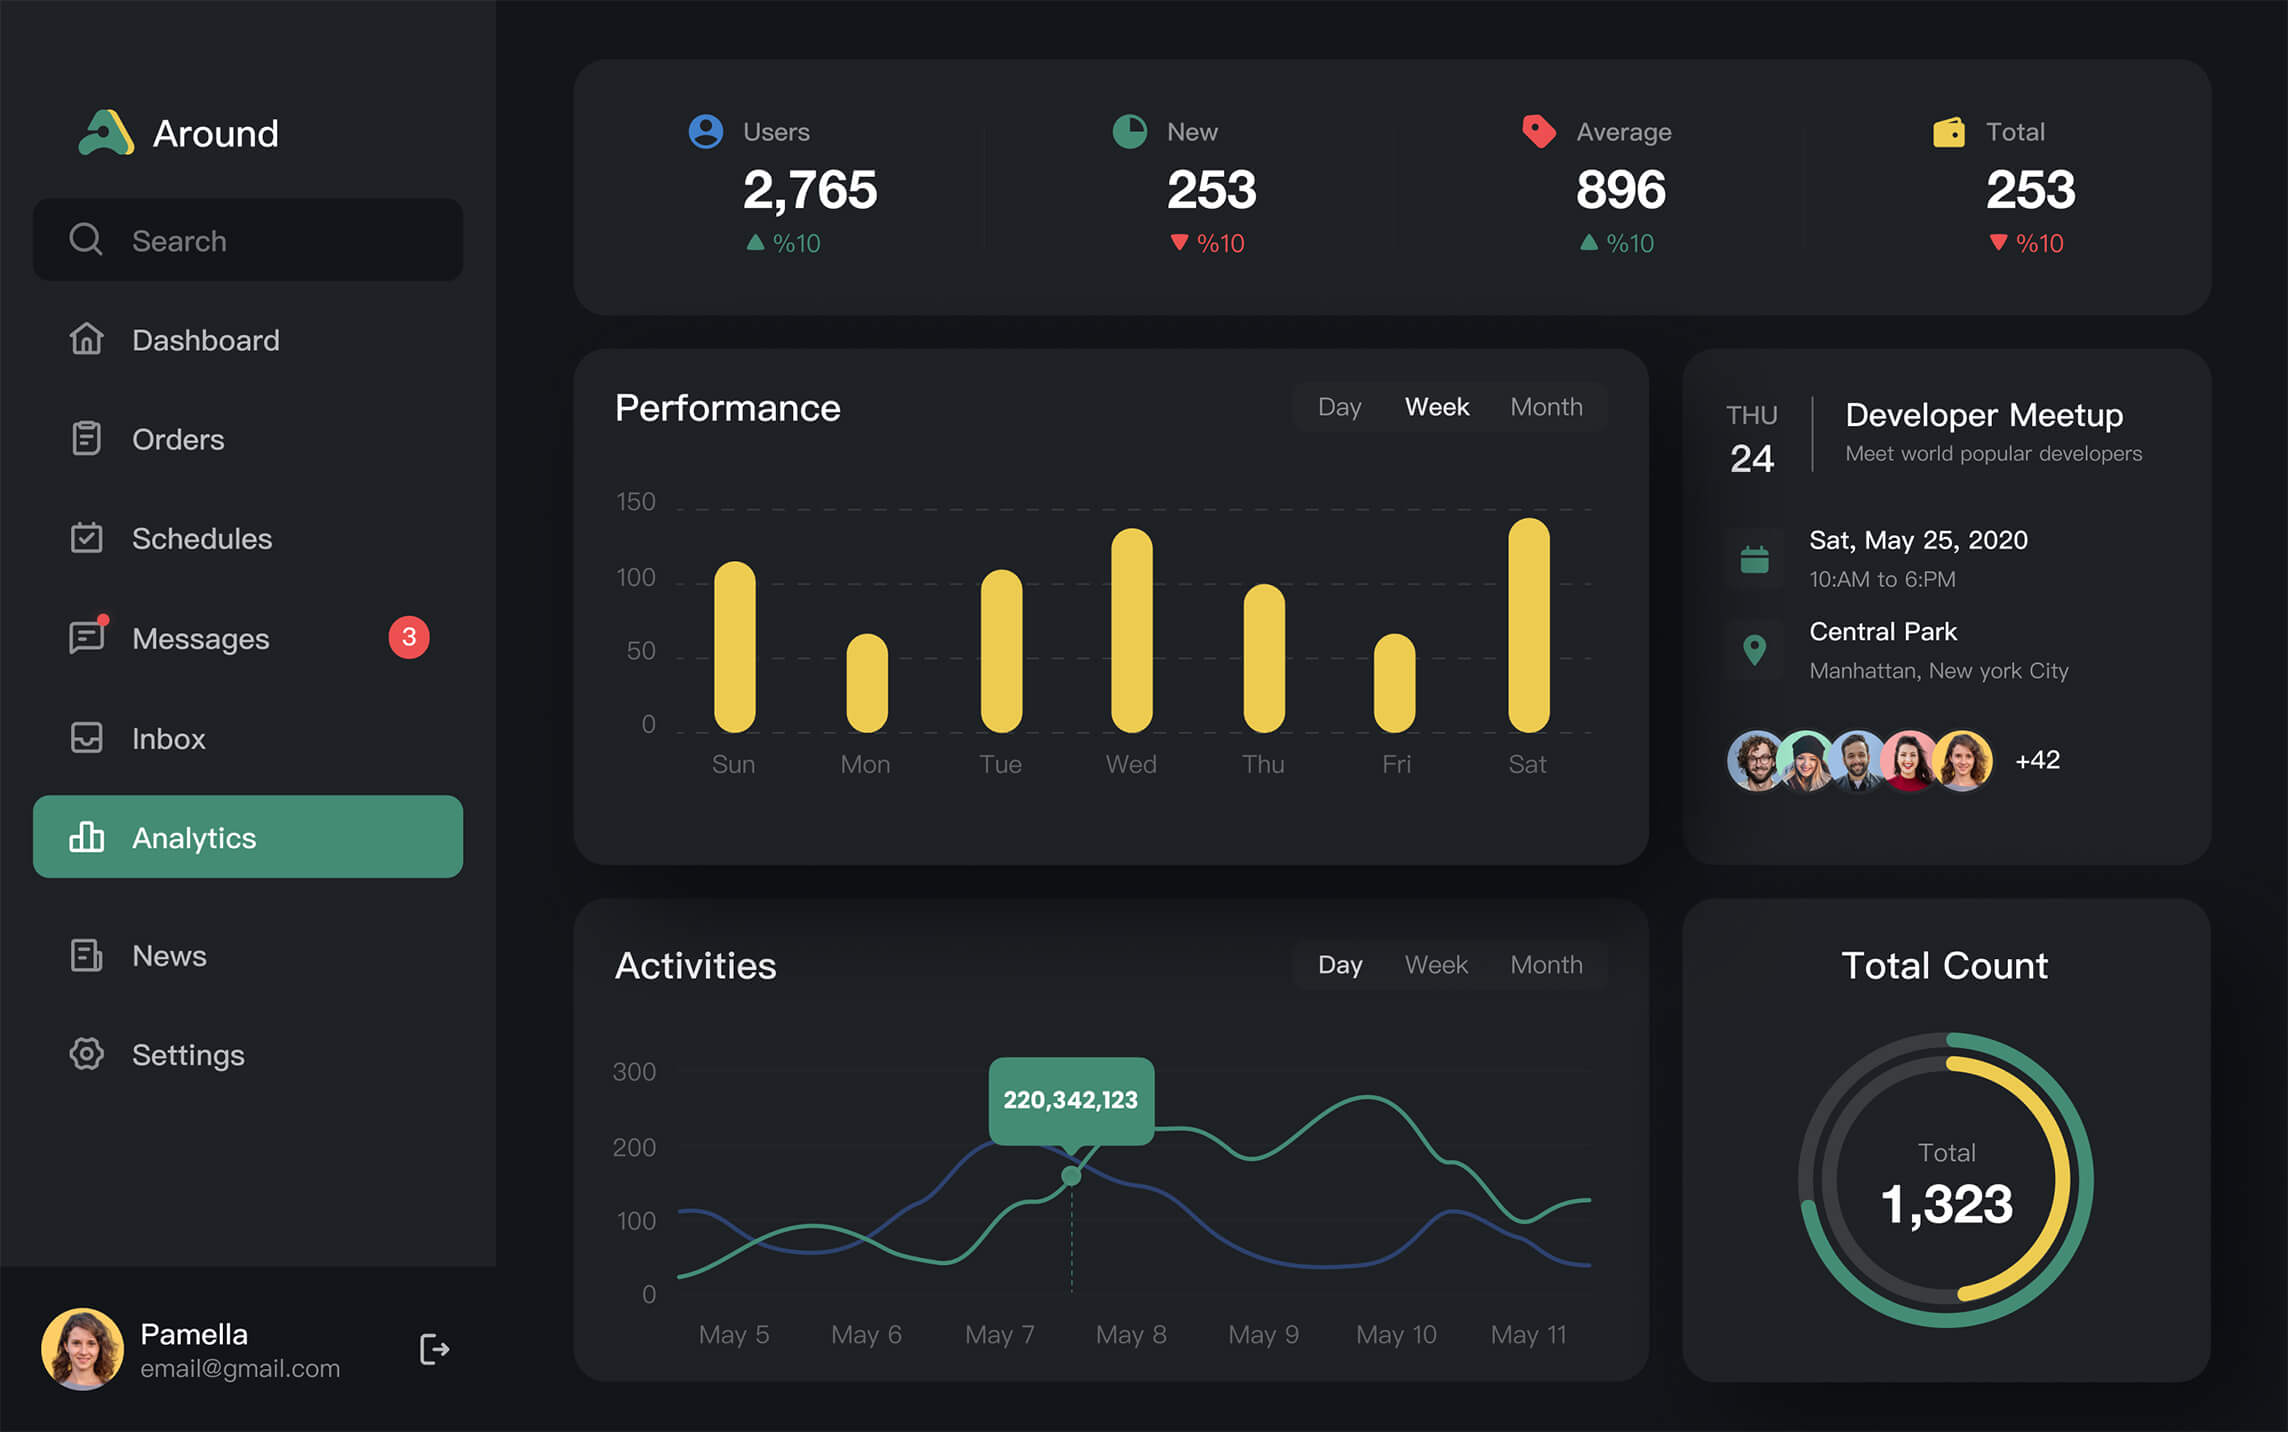 Around
Search
Dashboard
Orders
Schedules
Messages 3
Inbox
Analytics
News
Settings
Pamella
email@gmail.com
Users
2,765
%10
New
253
%10
Average
896
%10
Total
253
%10
Performance
Day Week Month
150
100
50
0
Sun Mon Tue Wed Thu Fri Sat
THU
24
Developer Meetup
Meet world popular developers
Sat, May 25, 2020
10:AM to 6:PM
Central Park
Manhattan, New york City
+42
Activities
Day Week Month
300
200
100
0
220,342,123
May 5 May 6 May 7 May 8 May 9 May 10 May 11
Total Count
Total
1,323